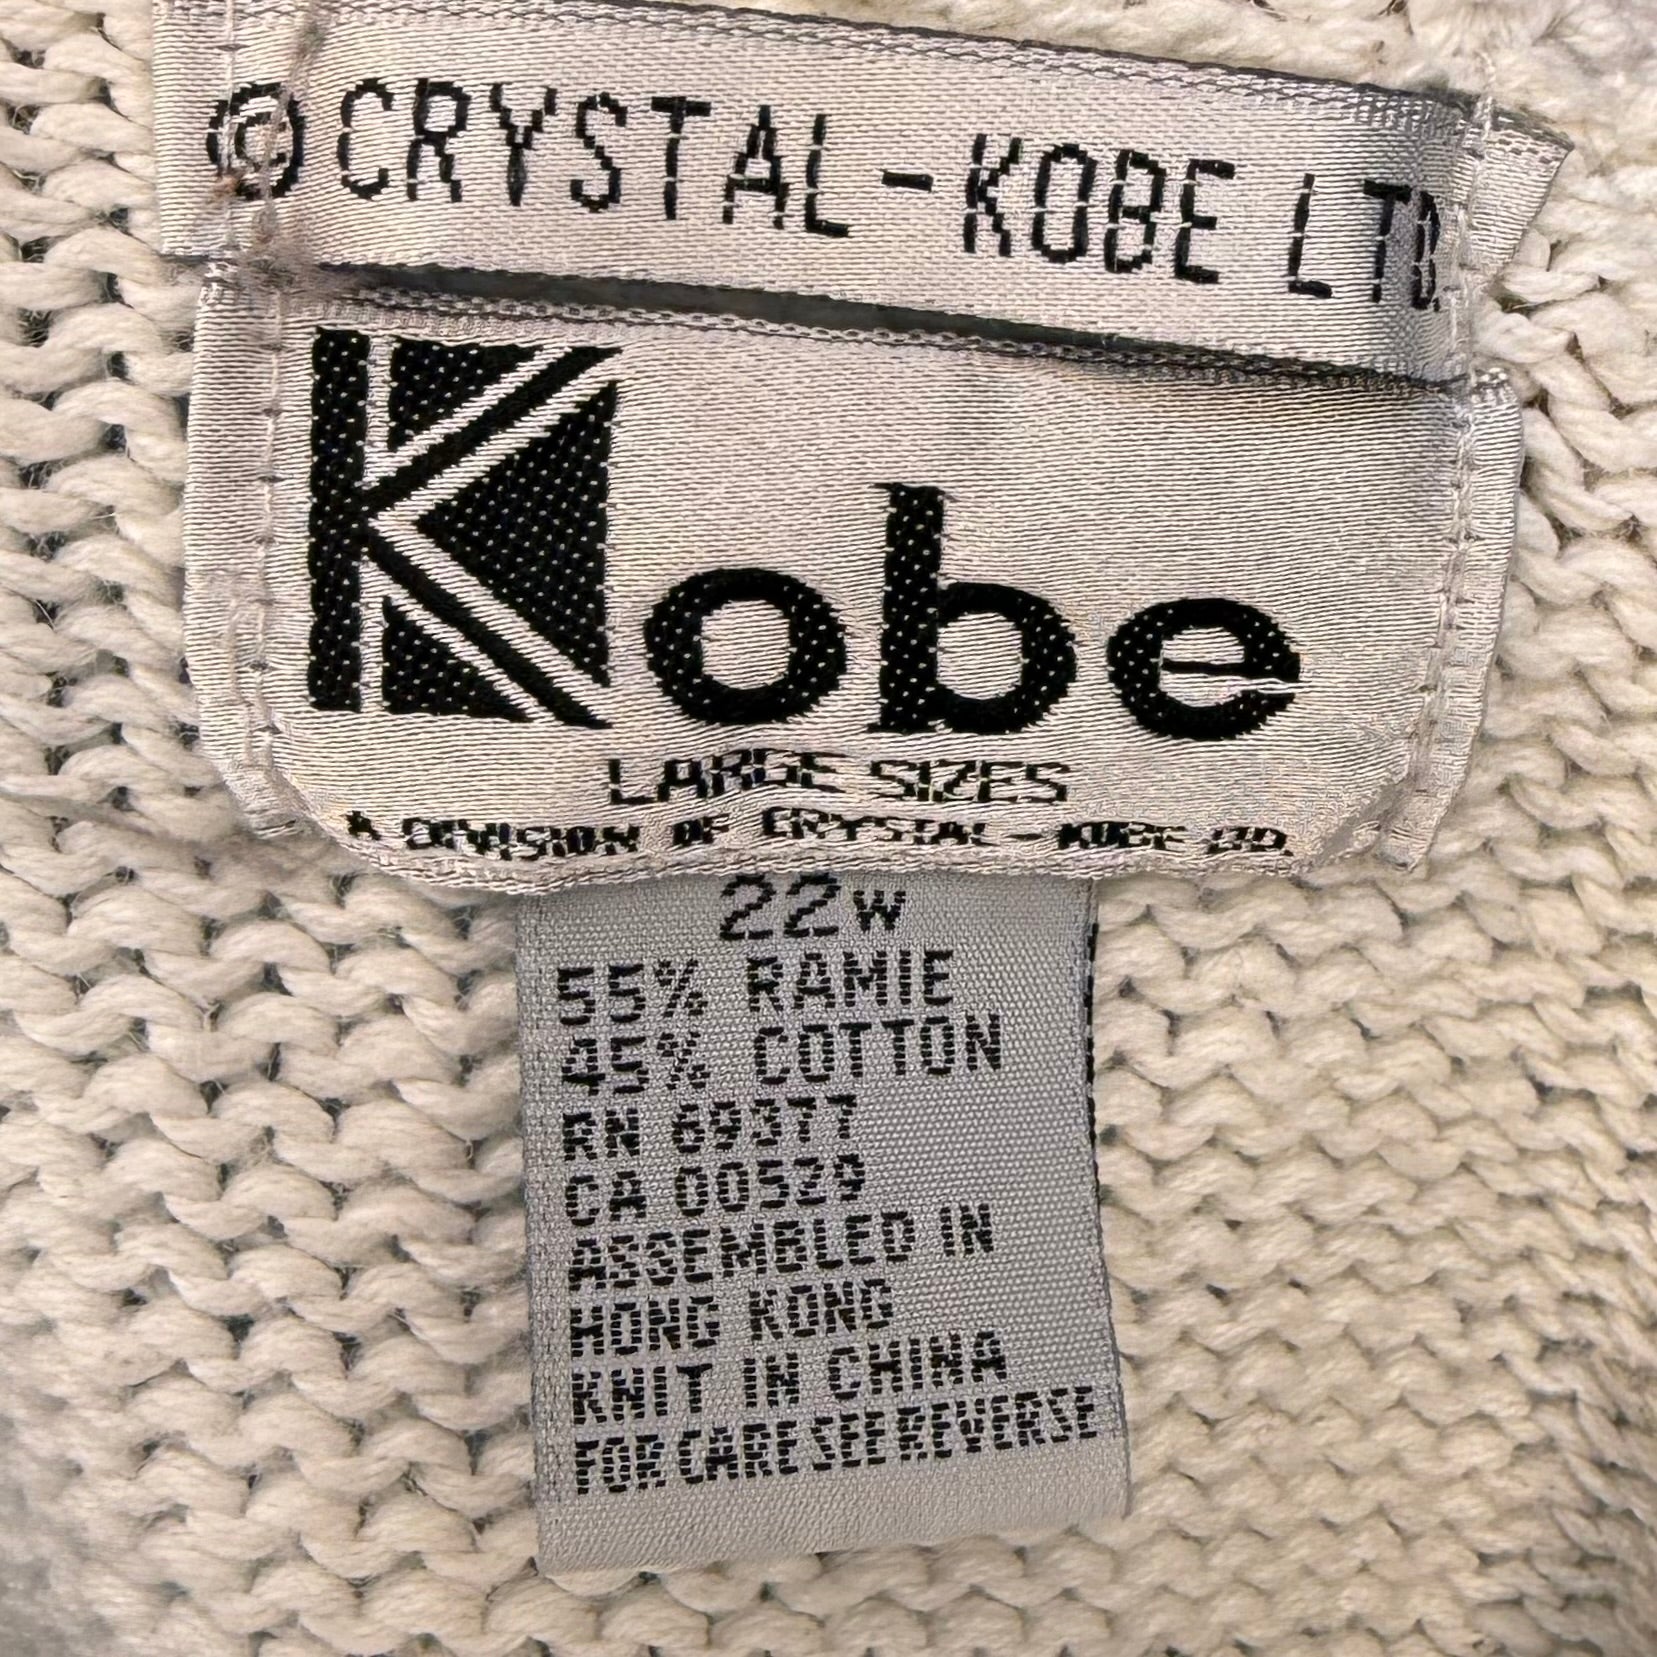 © CRYSTAL-KOBE LTD.
Kobe
LARGE SIZES
A DIVISION OF CRYSTAL-KOBE LTD.
22W
55% RAMIE
45% COTTON
RN 69377
CA 00529
ASSEMBLED IN
HONG KONG
KNIT IN CHINA
FOR CARE SEE REVERSE